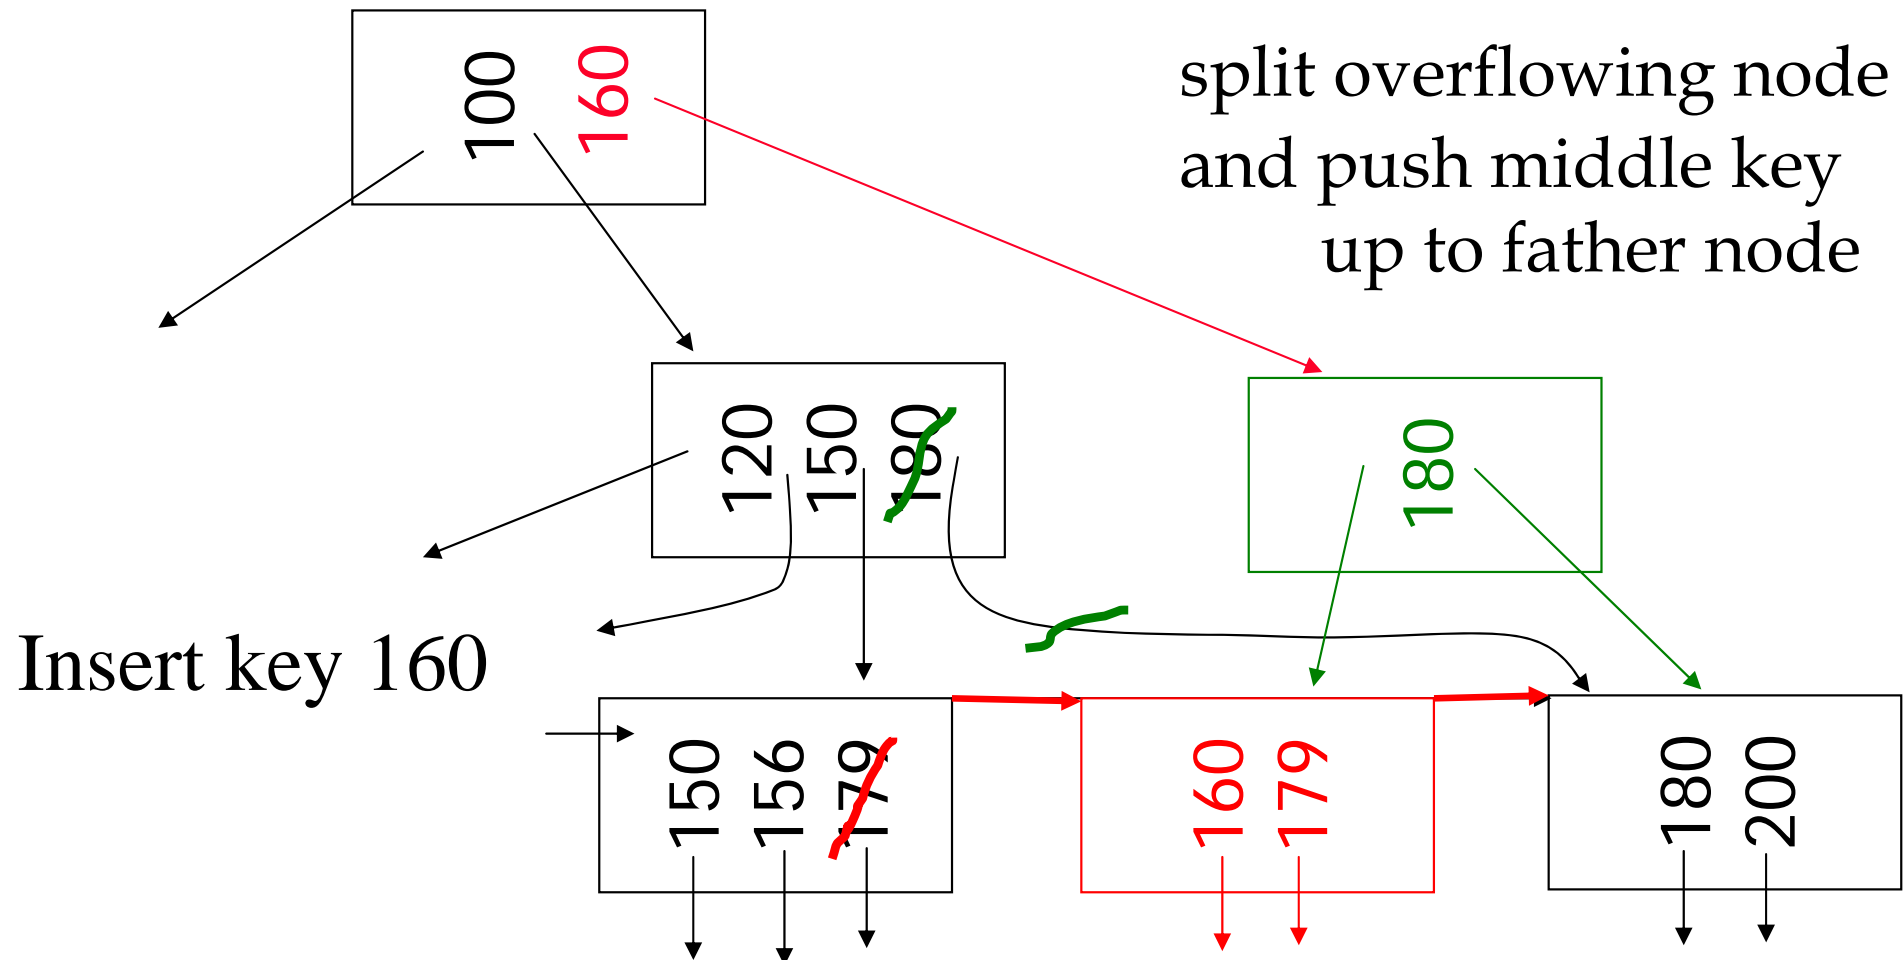 100 160
split overflowing node
and push middle key
up to father node
120 150 180
180
Insert key 160
150 156 179
160 179
180 200